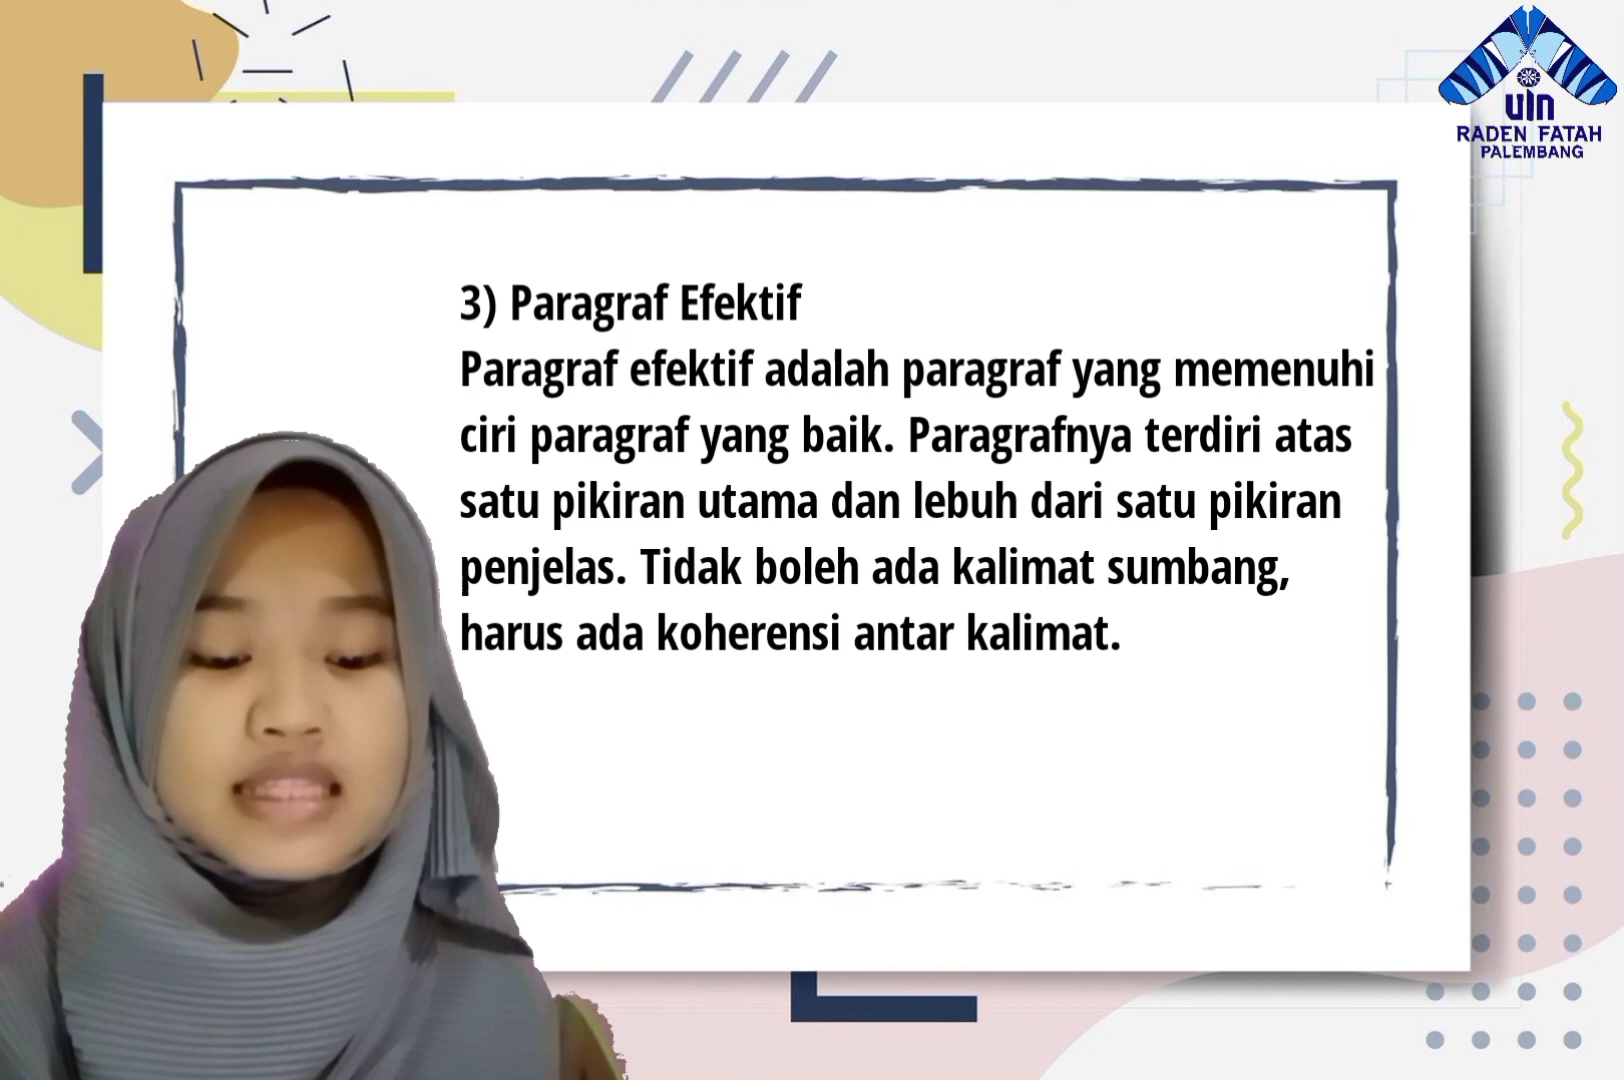 uin
RADEN FATAH
PALEMBANG
3) Paragraf Efektif
Paragraf efektif adalah paragraf yang memenuhi
ciri paragraf yang baik. Paragrafnya terdiri atas
satu pikiran utama dan lebuh dari satu pikiran
penjelas. Tidak boleh ada kalimat sumbang,
harus ada koherensi antar kalimat.